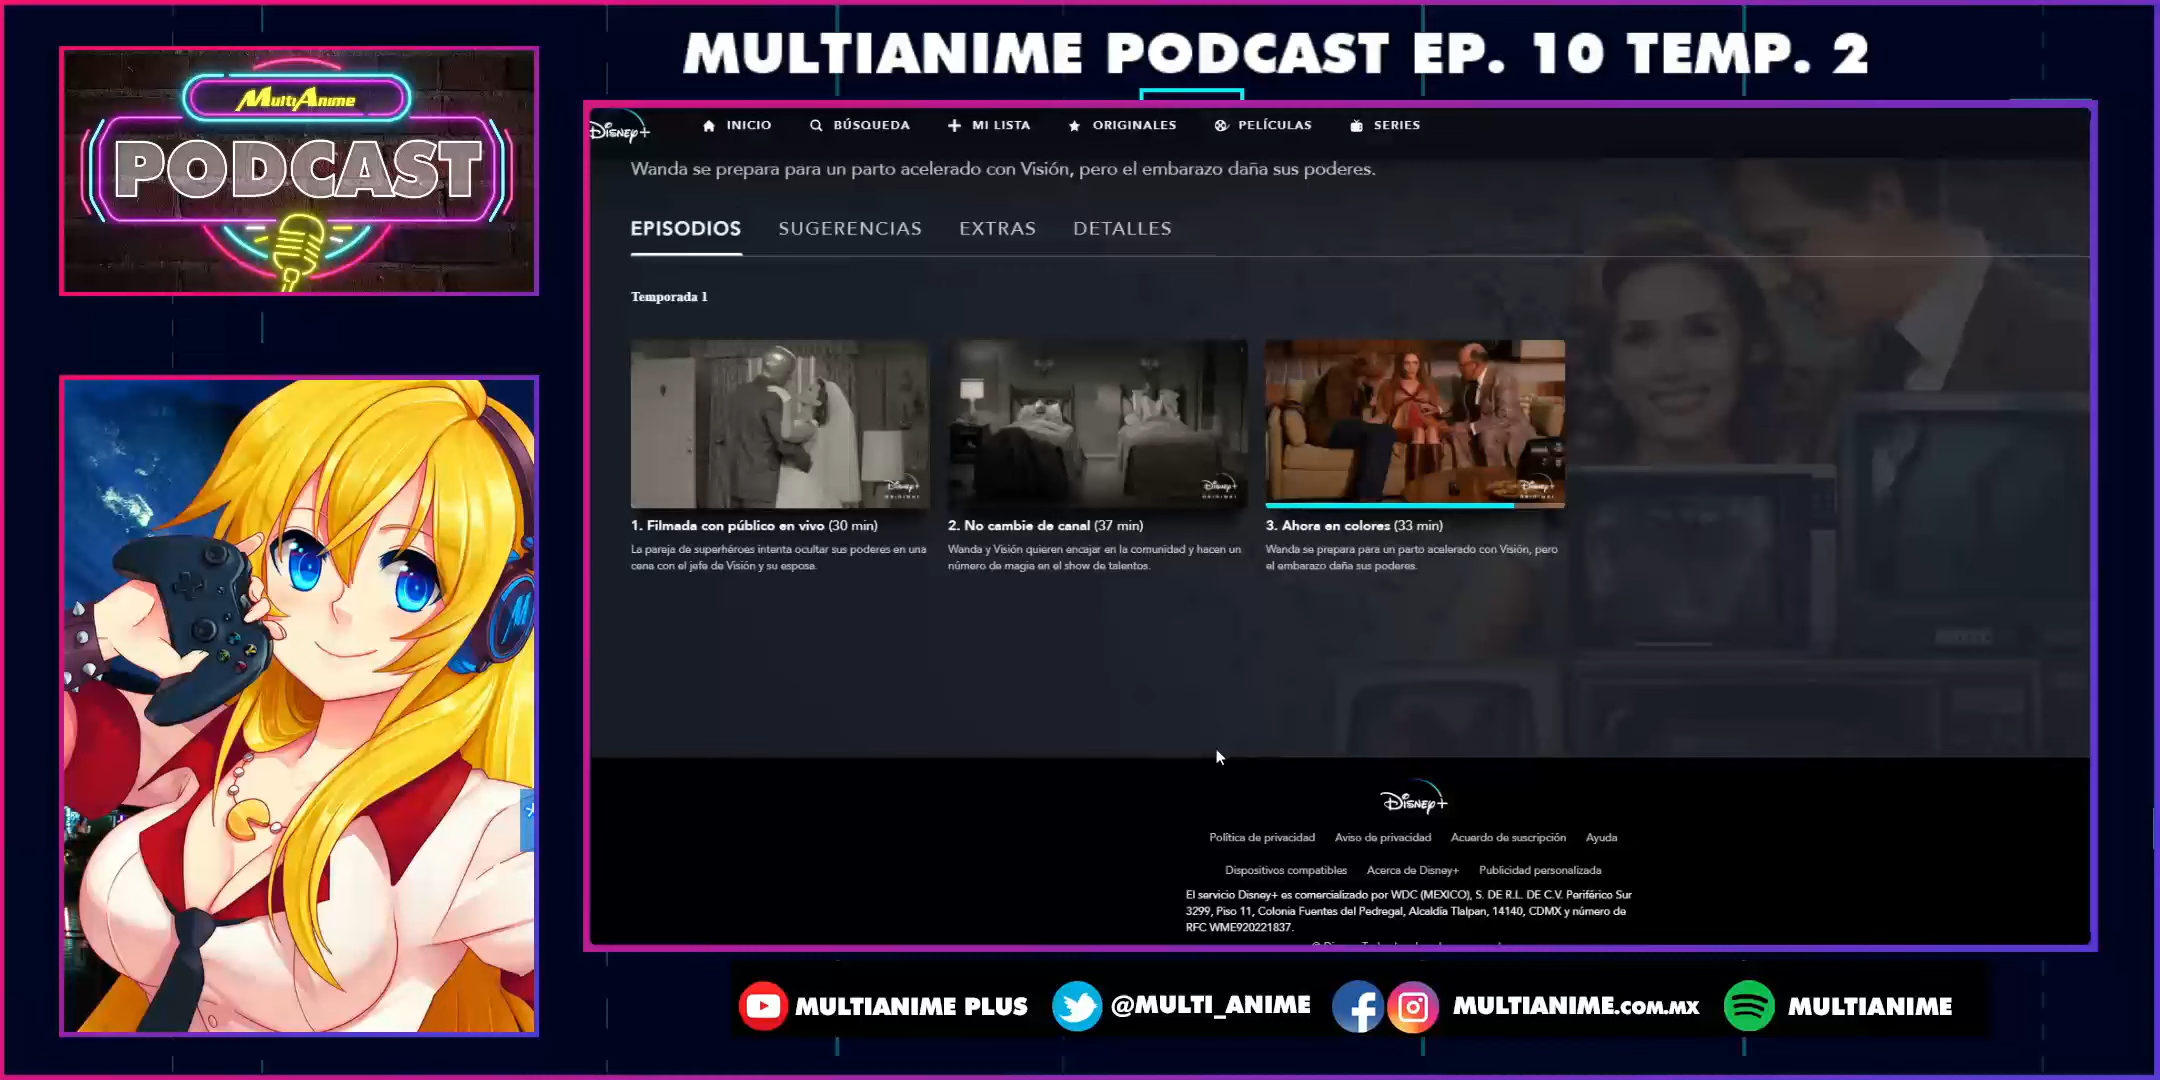 MULTIANIME PODCAST EP. 10 TEMP. 2
MultiAnime
PODCAST
Disney+
INICIO
BÚSQUEDA
MI LISTA
ORIGINALES
PELÍCULAS
SERIES
Wanda se prepara para un parto acelerado con Visión, pero el embarazo daña sus poderes.
EPISODIOS
SUGERENCIAS
EXTRAS
DETALLES
Temporada 1
Disney+
ORIGINAL
Disney+
ORIGINAL
Disney+
ORIGINAL
1. Filmada con público en vivo (30 min)
La pareja de superhéroes intenta ocultar sus poderes en una
cena con el jefe de Visión y su esposa.
2. No cambie de canal (37 min)
Wanda y Visión quieren encajar en la comunidad y hacen un
número de magia en el show de talentos.
3. Ahora en colores (33 min)
Wanda se prepara para un parto acelerado con Visión, pero
el embarazo daña sus poderes.
Disney+
Política de privacidad Aviso de privacidad Acuerdo de suscripción Ayuda
Dispositivos compatibles Acerca de Disney+ Publicidad personalizada
El servicio Disney+ es comercializado por WDC (MEXICO), S. DE R.L. DE C.V. Periférico Sur
3299, Piso 11, Colonia Fuentes del Pedregal, Alcaldía Tlalpan, 14140, CDMX y número de
RFC WME920221837.
MULTIANIME PLUS
@MULTI_ANIME
MULTIANIME.COM.MX
MULTIANIME